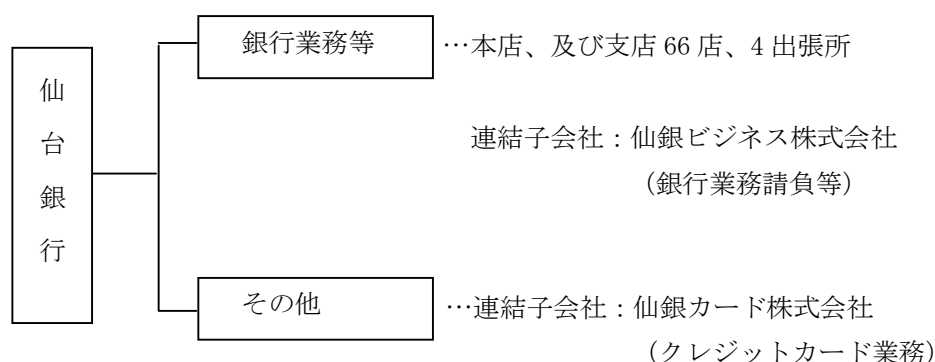 仙台銀行
銀行業務等 …本店、及び支店 66 店、4 出張所
連結子会社：仙銀ビジネス株式会社
（銀行業務請負等）
その他 …連結子会社：仙銀カード株式会社
（クレジットカード業務）